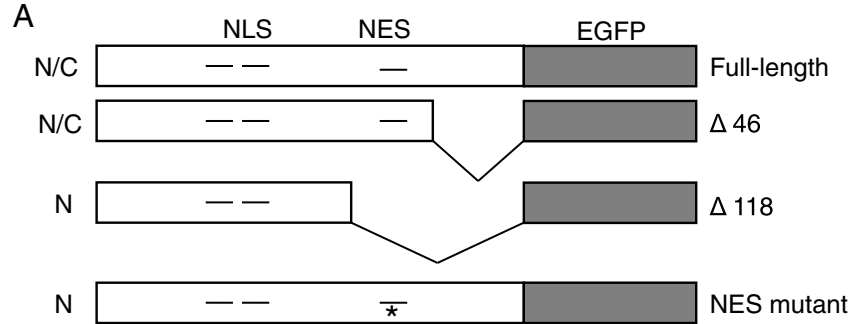 A
NLS NES EGFP
N/C Full-length
N/C Δ 46
N Δ 118
N * NES mutant